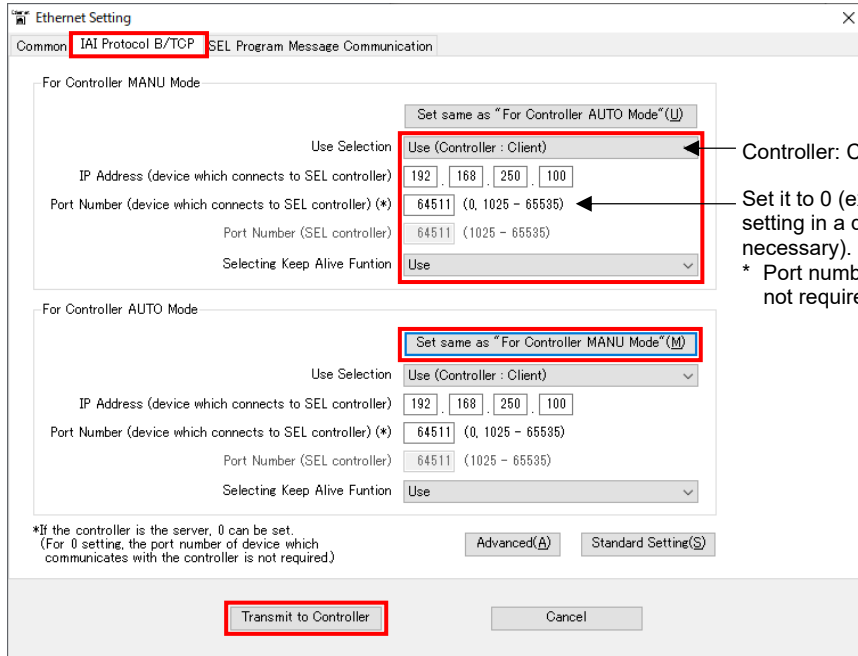 Ethernet Setting
Common IAI Protocol B/TCP SEL Program Message Communication
For Controller MANU Mode
Set same as "For Controller AUTO Mode"(U)
Use Selection Use (Controller : Client)
Controller: C
IP Address (device which connects to SEL controller) 192 . 168 . 250 . 100
Port Number (device which connects to SEL controller) (*) 64511 (0, 1025 - 65535)
Set it to 0 (e
setting in a
necessary).
* Port numb
not require
Port Number (SEL controller) 64511 (1025 - 65535)
Selecting Keep Alive Funtion Use
For Controller AUTO Mode
Set same as "For Controller MANU Mode"(M)
Use Selection Use (Controller : Client)
IP Address (device which connects to SEL controller) 192 . 168 . 250 . 100
Port Number (device which connects to SEL controller) (*) 64511 (0, 1025 - 65535)
Port Number (SEL controller) 64511 (1025 - 65535)
Selecting Keep Alive Funtion Use
*If the controller is the server, 0 can be set.
(For 0 setting, the port number of device which
communicates with the controller is not required.)
Advanced(A) Standard Setting(S)
Transmit to Controller Cancel